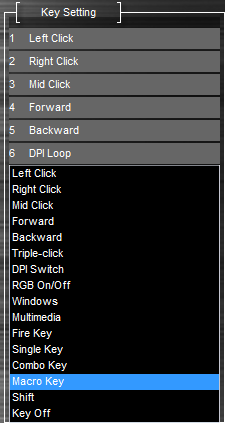 Key Setting
1 Left Click
2 Right Click
3 Mid Click
4 Forward
5 Backward
6 DPI Loop
Left Click
Right Click
Mid Click
Forward
Backward
Triple-click
DPI Switch
RGB On/Off
Windows
Multimedia
Fire Key
Single Key
Combo Key
Macro Key
Shift
Key Off